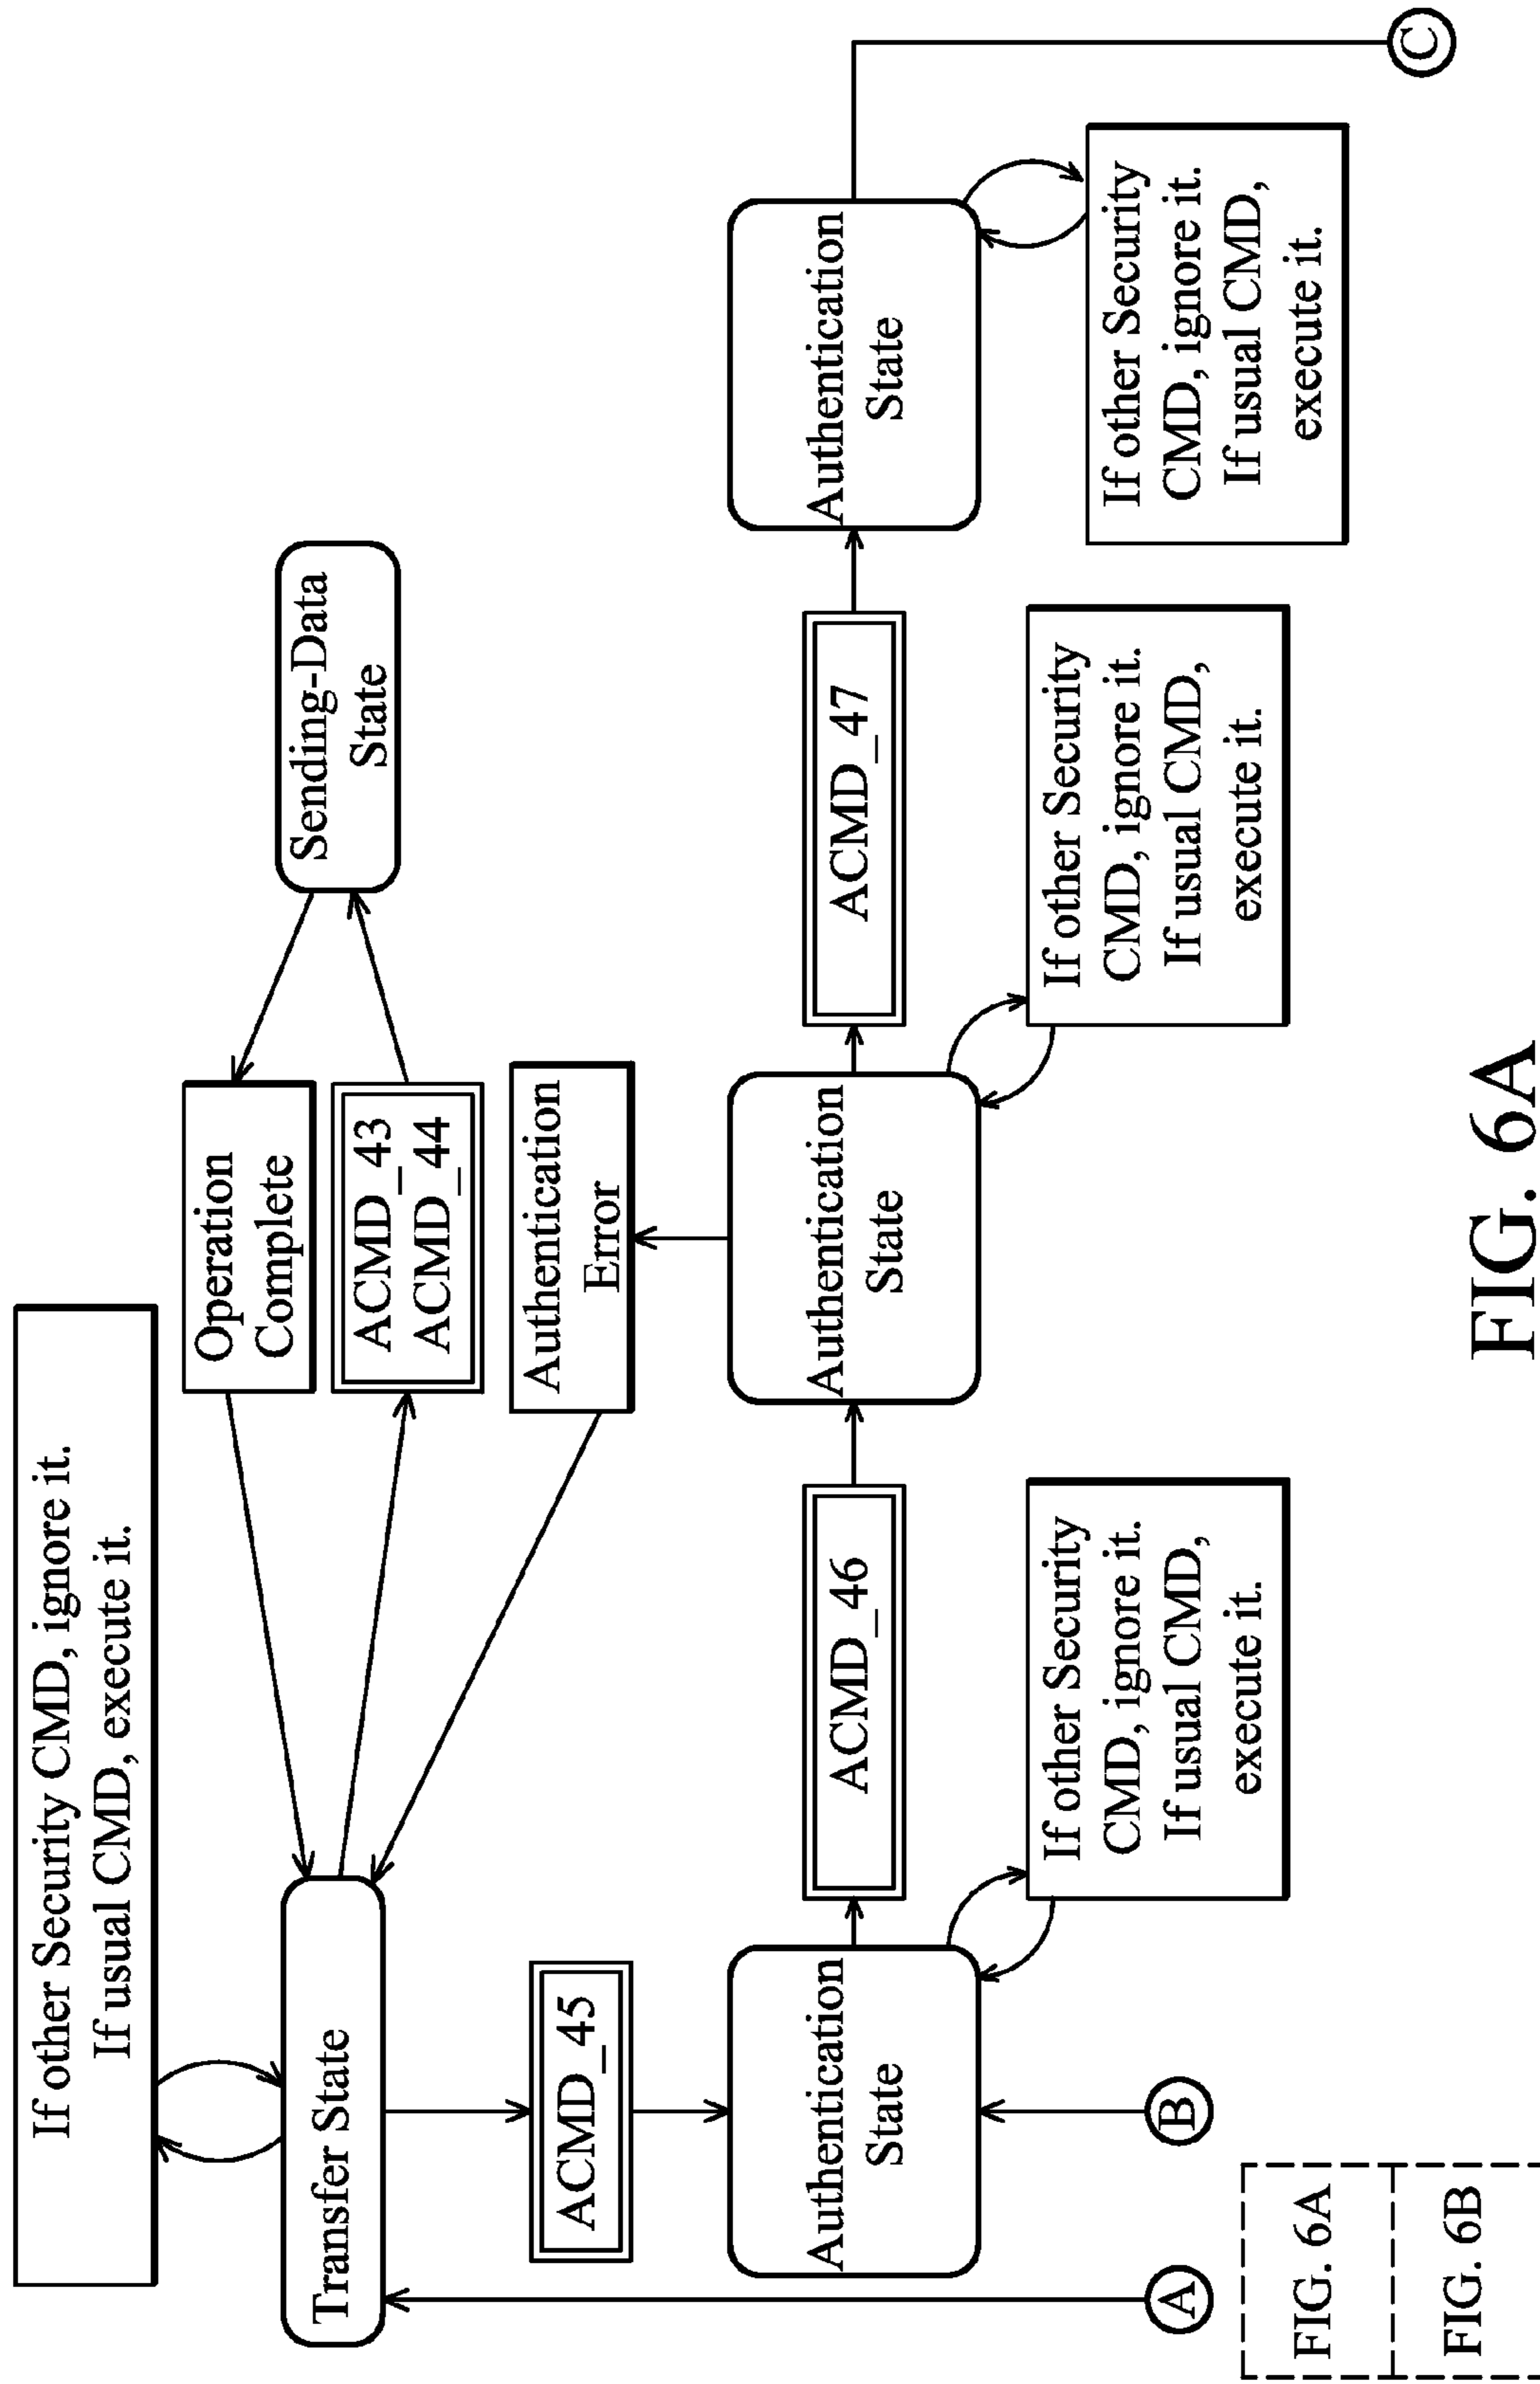 If other Security CMD, ignore it.
If usual CMD, execute it.
Transfer State
Operation
Complete
ACMD_43
ACMD_44
Sending-Data
State
Authentication
Error
ACMD_45
Authentication
State
ACMD_46
Authentication
State
ACMD_47
Authentication
State
If other Security
CMD, ignore it.
If usual CMD,
execute it.
If other Security
CMD, ignore it.
If usual CMD,
execute it.
If other Security
CMD, ignore it.
If usual CMD,
execute it.
A
B
C
FIG. 6A
FIG. 6B
FIG. 6A